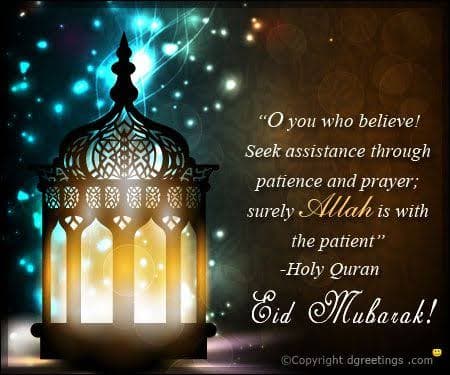 “O you who believe!
Seek assistance through
patience and prayer;
surely Allah is with
the patient”
-Holy Quran
Eid Mubarak!
©Copyright dgreetings .com